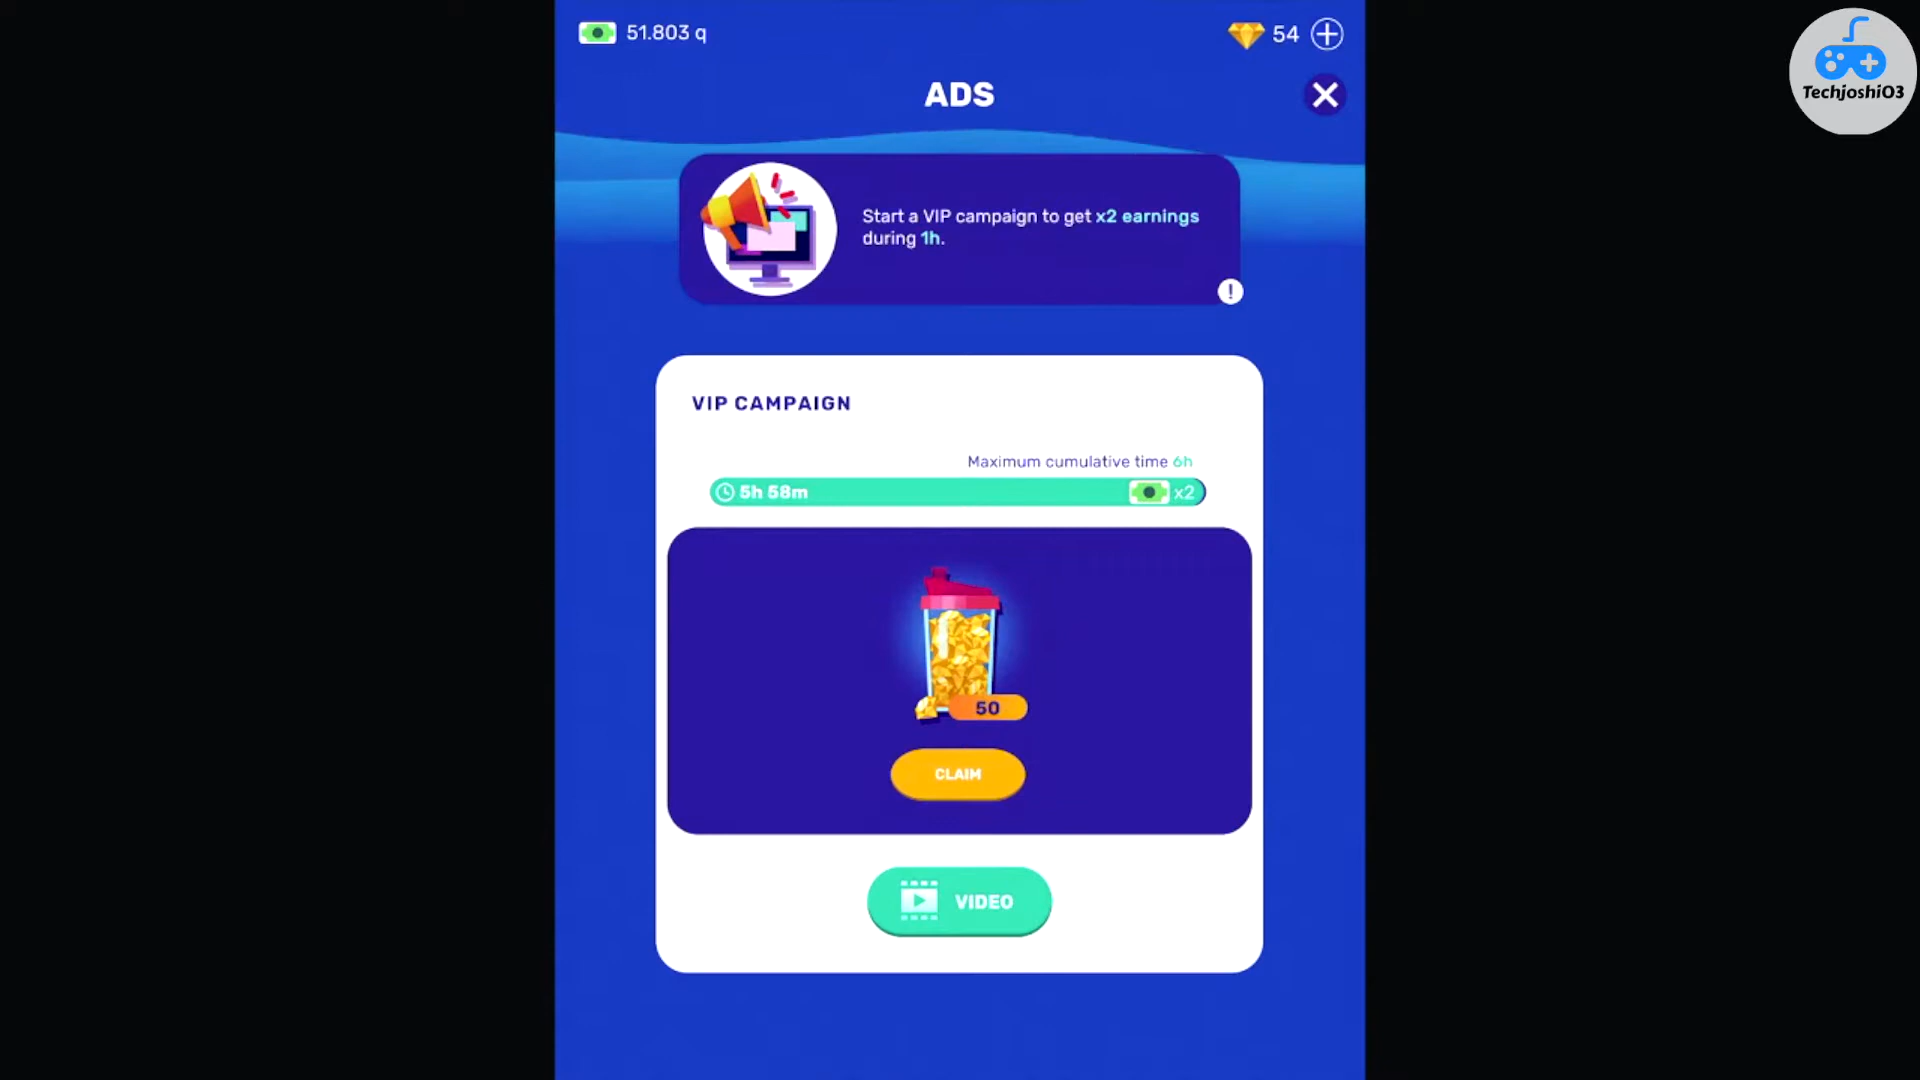 51.803 q
54
ADS
TechjoshiO3
Start a VIP campaign to get x2 earnings
during 1h.
!
VIP CAMPAIGN
Maximum cumulative time 6h
5h 58m
x2
50
CLAIM
VIDEO